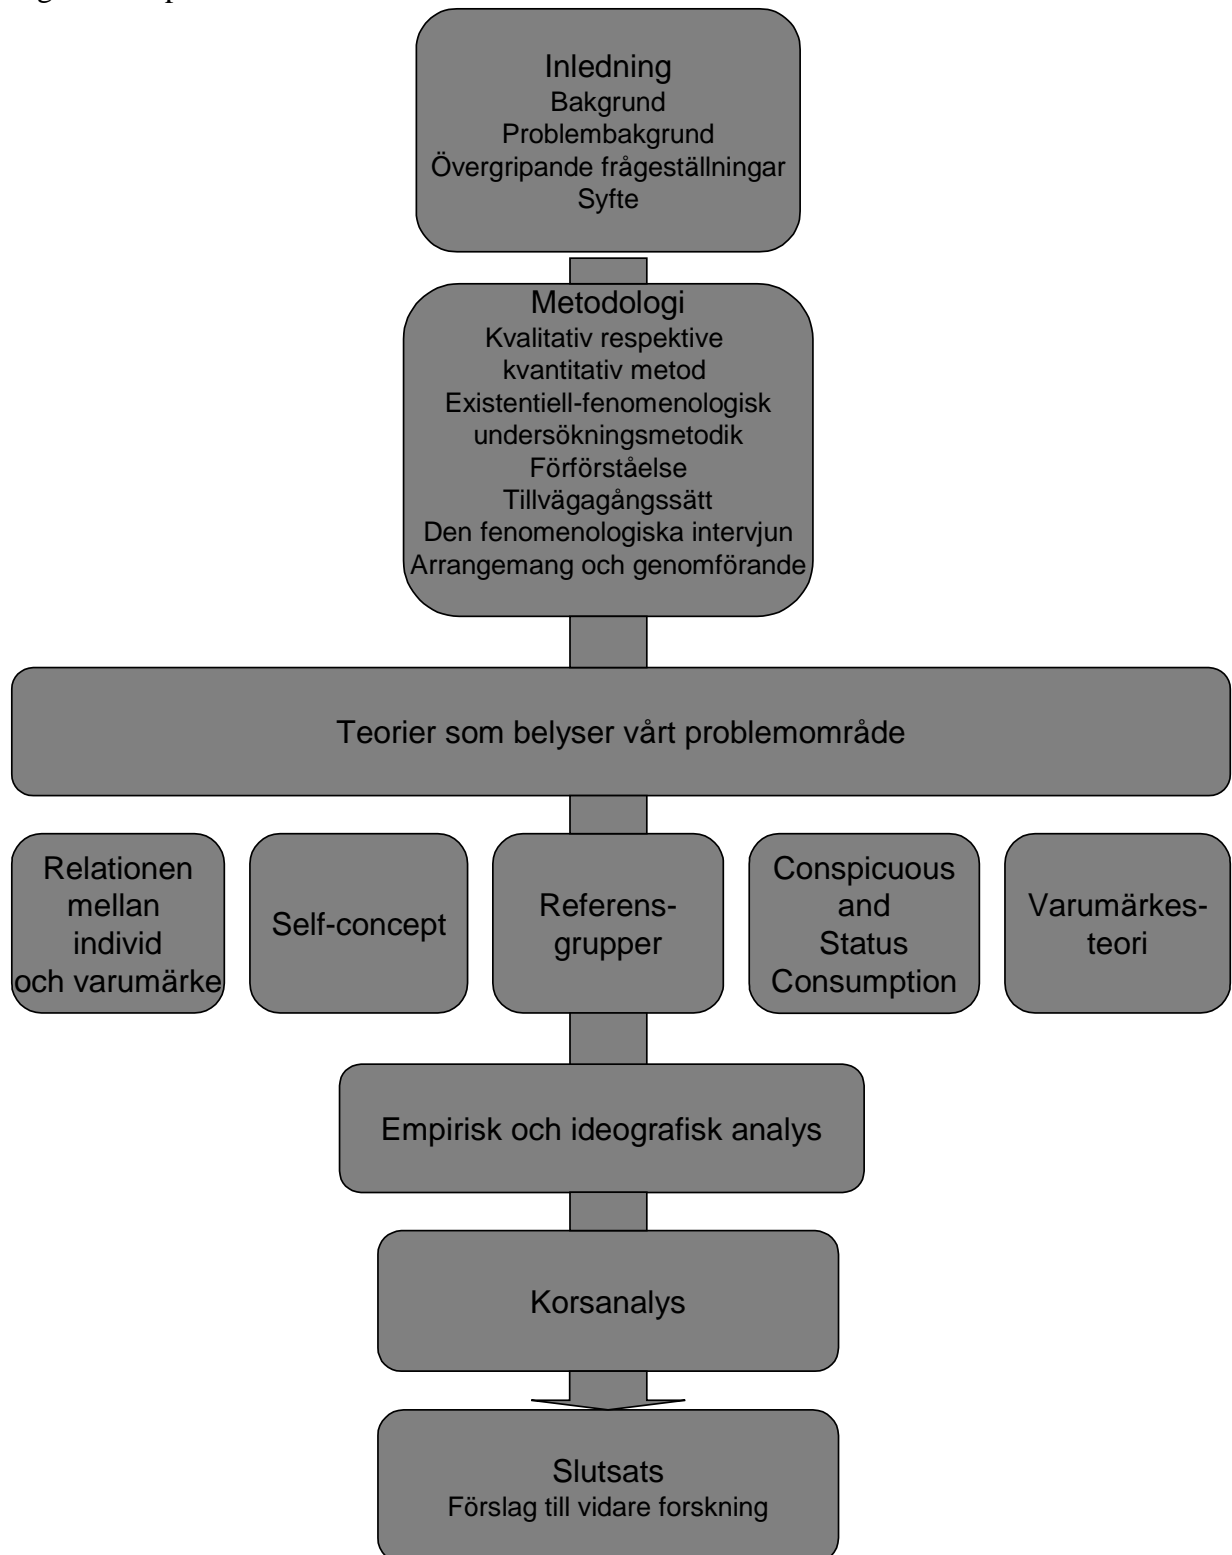 Inledning
Bakgrund
Problembakgrund
Övergripande frågeställningar
Syfte
Metodologi
Kvalitativ respektive
kvantitativ metod
Existentiell-fenomenologisk
undersökningsmetodik
Förförståelse
Tillvägagångssätt
Den fenomenologiska intervjun
Arrangemang och genomförande
Teorier som belyser vårt problemområde
Relationen
mellan
individ
och varumärke
Self-concept
Referens-
grupper
Conspicuous
and
Status
Consumption
Varumärkes-
teori
Empirisk och ideografisk analys
Korsanalys
Slutsats
Förslag till vidare forskning